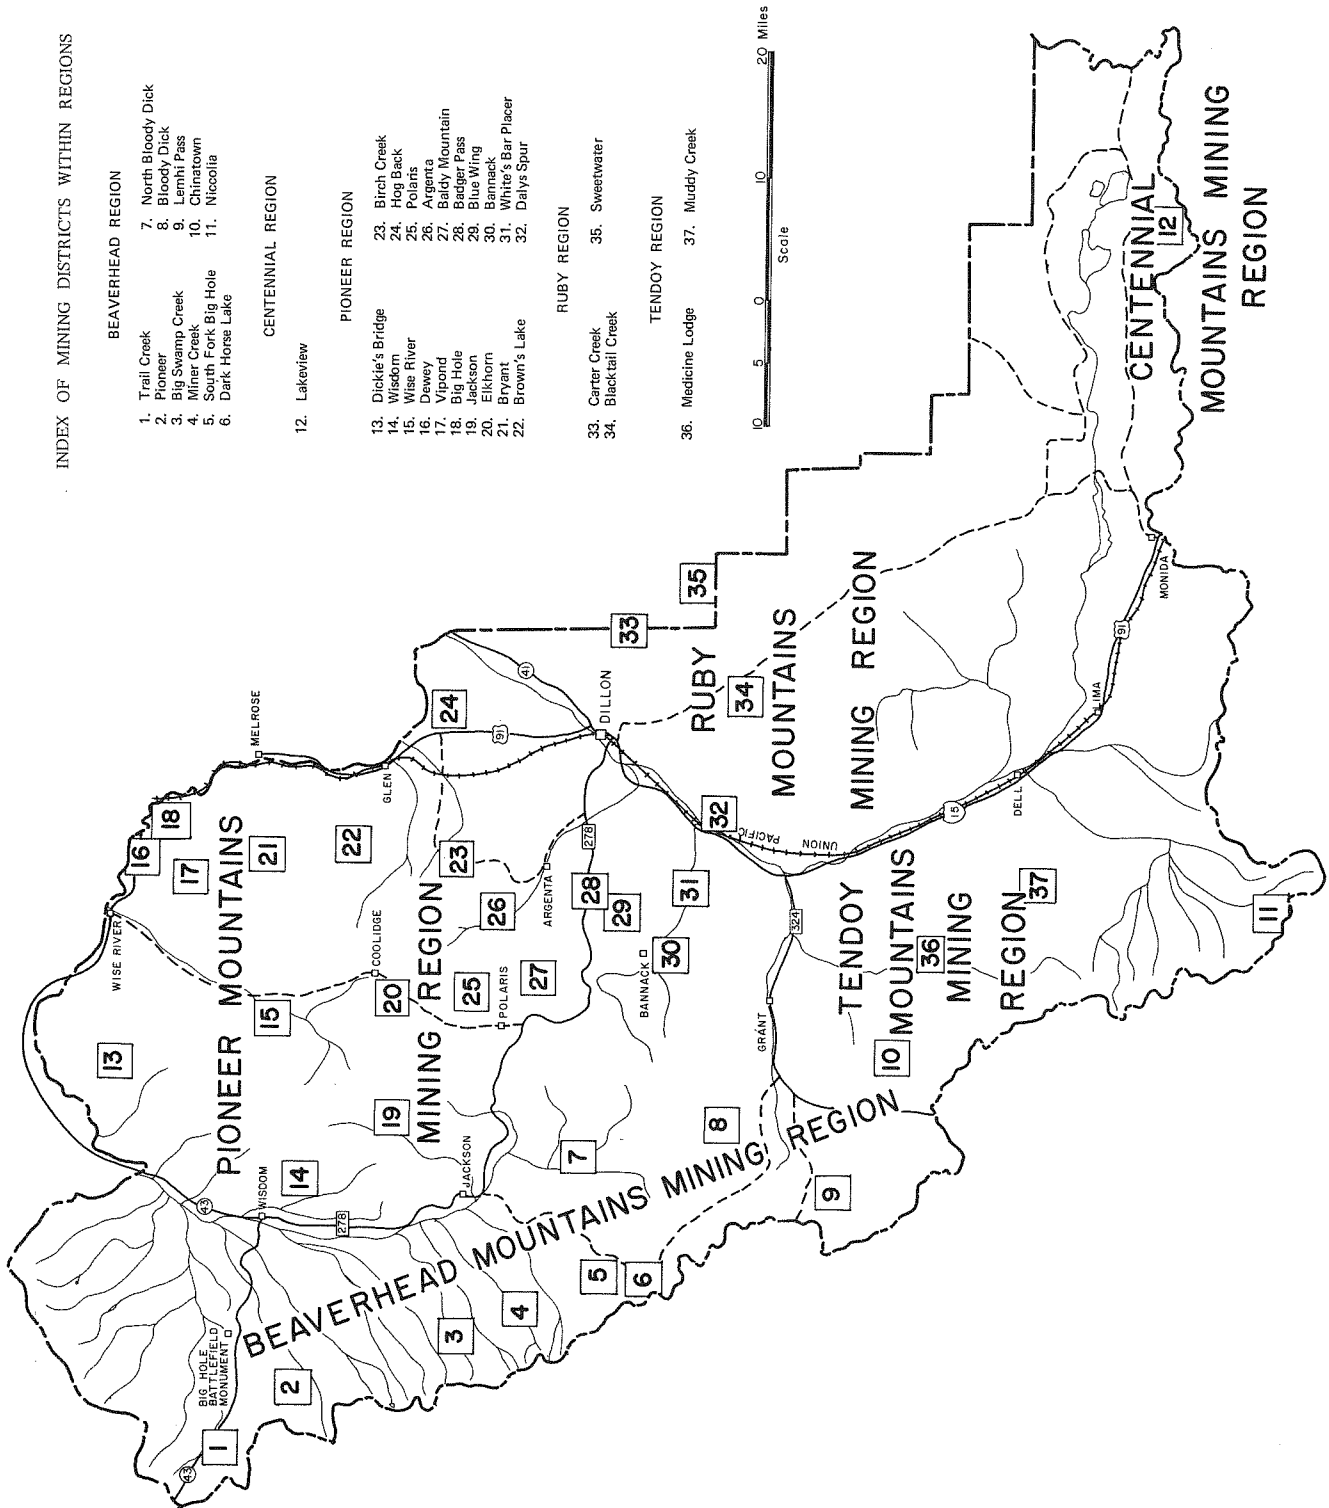 INDEX OF MINING DISTRICTS WITHIN REGIONS
BEAVERHEAD REGION
1. Trail Creek
2. Pioneer
3. Big Swamp Creek
4. Miner Creek
5. South Fork Big Hole
6. Dark Horse Lake
7. North Bloody Dick
8. Bloody Dick
9. Lemhi Pass
10. Chinatown
11. Niccolia
CENTENNIAL REGION
12. Lakeview
PIONEER REGION
13. Dickie's Bridge
14. Wisdom
15. Wise River
16. Dewey
17. Vipond
18. Big Hole
19. Jackson
20. Elkhorn
21. Bryant
22. Brown's Lake
23. Birch Creek
24. Hog Back
25. Polaris
26. Argenta
27. Baldy Mountain
28. Badger Pass
29. Blue Wing
30. Bannack
31. White's Bar Placer
32. Dalys Spur
RUBY REGION
33. Carter Creek
34. Blacktail Creek
35. Sweetwater
TENDOY REGION
36. Medicine Lodge
37. Muddy Creek
10 5 0 10 20 Miles
Scale
WISE RIVER
16
18
MELROSE
13
17
PIONEER MOUNTAINS
21
15
22
GLEN
COOLIDGE
20
19
MINING REGION
23
24
91
41
43
WISDOM
14
278
JACKSON
25
26
POLARIS
27
ARGENTA
278
28
29
DILLON
33
35
43
1
BIG HOLE
BATTLEFIELD
MONUMENT
2
3
4
5
6
7
8
9
BEAVERHEAD MOUNTAINS MINING REGION
BANNACK
30
31
32
RUBY
34
MOUNTAINS
MINING REGION
UNION
PACIFIC
GRANT
324
10
TENDOY
MOUNTAINS
36
MINING
REGION
37
15
DELL
LIMA
91
MONIDA
11
CENTENNIAL
12
MOUNTAINS MINING
REGION